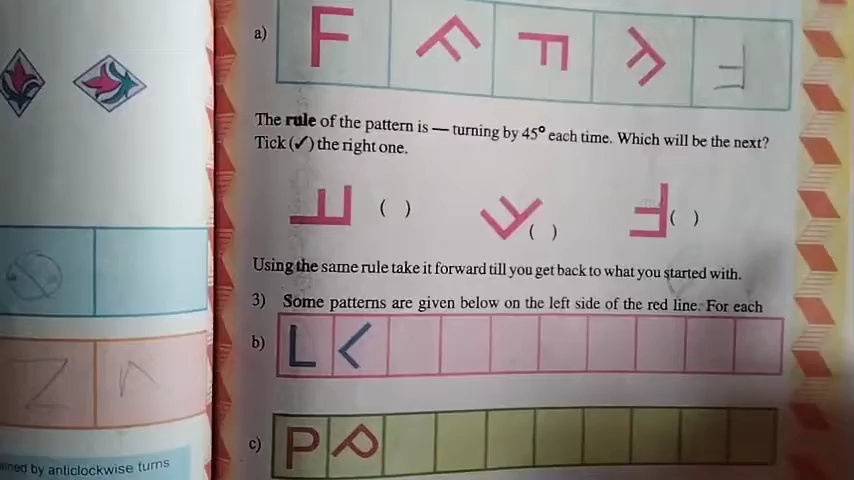 a) F F F F F
The rule of the pattern is — turning by 45° each time. Which will be the next?
Tick (✓) the right one.
F ( ) F ( ) F ( )
Using the same rule take it forward till you get back to what you started with.
3) Some patterns are given below on the left side of the red line. For each
b) L L
c) P P
Z N
ained by anticlockwise turns